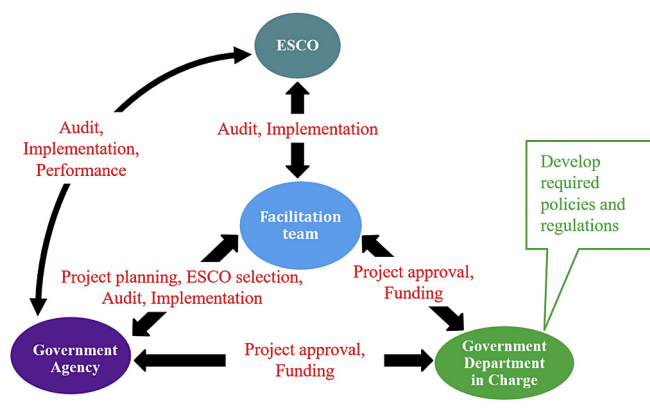 ESCO
Audit,
Implementation,
Performance
Audit, Implementation
Develop
required
policies and
regulations
Facilitation
team
Project planning, ESCO selection,
Audit, Implementation
Project approval,
Funding
Government
Agency
Project approval,
Funding
Government
Department
in Charge